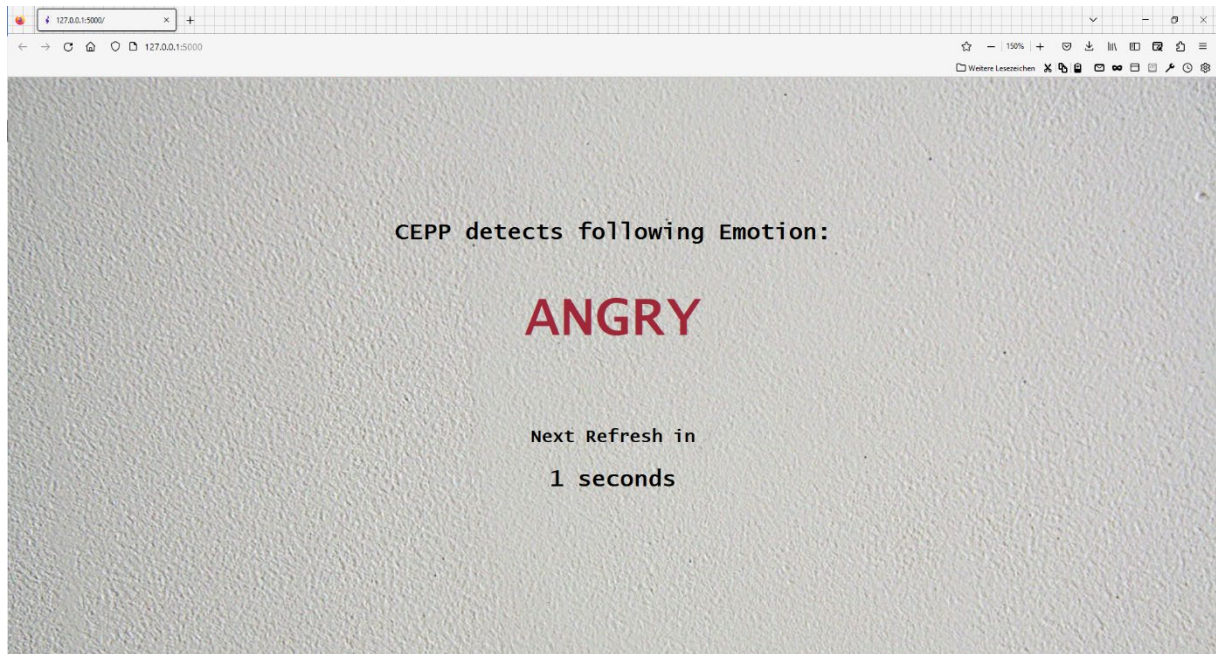 127.0.0.1:5000/
127.0.0.1:5000
150%
Weitere Lesezeichen
CEPP detects following Emotion:
ANGRY
Next Refresh in
1 seconds